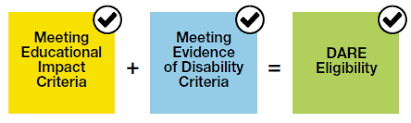 Meeting
Educational
Impact
Criteria
+
Meeting
Evidence
of Disability
Criteria
=
DARE
Eligibility